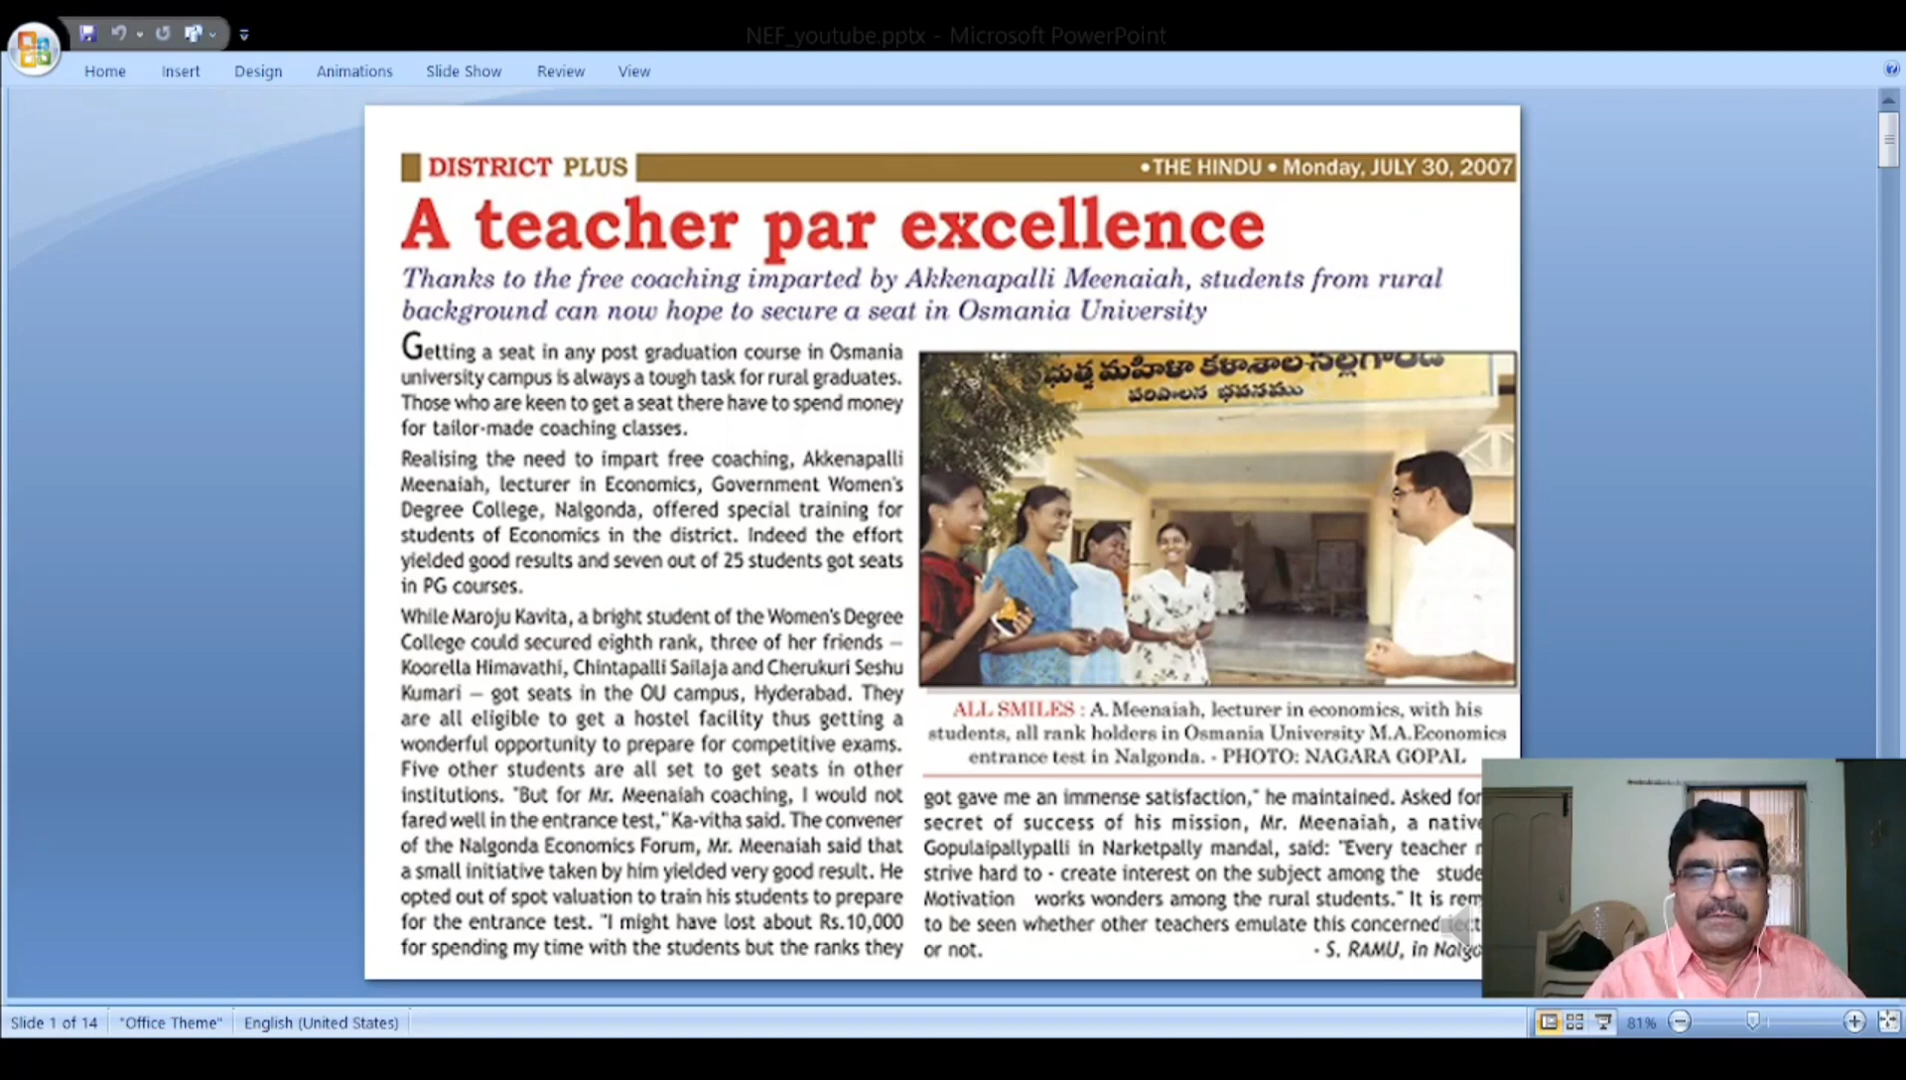 NEF_youtube.pptx - Microsoft PowerPoint
Home Insert Design Animations Slide Show Review View
DISTRICT PLUS
• THE HINDU • Monday, JULY 30, 2007
A teacher par excellence
Thanks to the free coaching imparted by Akkenapalli Meenaiah, students from rural
background can now hope to secure a seat in Osmania University
Getting a seat in any post graduation course in Osmania
university campus is always a tough task for rural graduates.
Those who are keen to get a seat there have to spend money
for tailor-made coaching classes.
Realising the need to impart free coaching, Akkenapalli
Meenaiah, lecturer in Economics, Government Women's
Degree College, Nalgonda, offered special training for
students of Economics in the district. Indeed the effort
yielded good results and seven out of 25 students got seats
in PG courses.
While Maroju Kavita, a bright student of the Women's Degree
College could secured eighth rank, three of her friends —
Koorella Himavathi, Chintapalli Sailaja and Cherukuri Seshu
Kumari — got seats in the OU campus, Hyderabad. They
are all eligible to get a hostel facility thus getting a
wonderful opportunity to prepare for competitive exams.
Five other students are all set to get seats in other
institutions. "But for Mr. Meenaiah coaching, I would not
fared well in the entrance test," Ka-vitha said. The convener
of the Nalgonda Economics Forum, Mr. Meenaiah said that
a small initiative taken by him yielded very good result. He
opted out of spot valuation to train his students to prepare
for the entrance test. "I might have lost about Rs.10,000
for spending my time with the students but the ranks they
మహిళా కళాశాల-నల్లగొండ
పరిపాలన భవనము
ALL SMILES : A. Meenaiah, lecturer in economics, with his
students, all rank holders in Osmania University M.A.Economics
entrance test in Nalgonda. - PHOTO: NAGARA GOPAL
got gave me an immense satisfaction," he maintained. Asked for
secret of success of his mission, Mr. Meenaiah, a native
Gopulaipallypalli in Narketpally mandal, said: "Every teacher
strive hard to - create interest on the subject among the stude
Motivation works wonders among the rural students." It is rem
to be seen whether other teachers emulate this concerned
or not.
- S. RAMU, in Nalgo
Slide 1 of 14 "Office Theme" English (United States) 81%